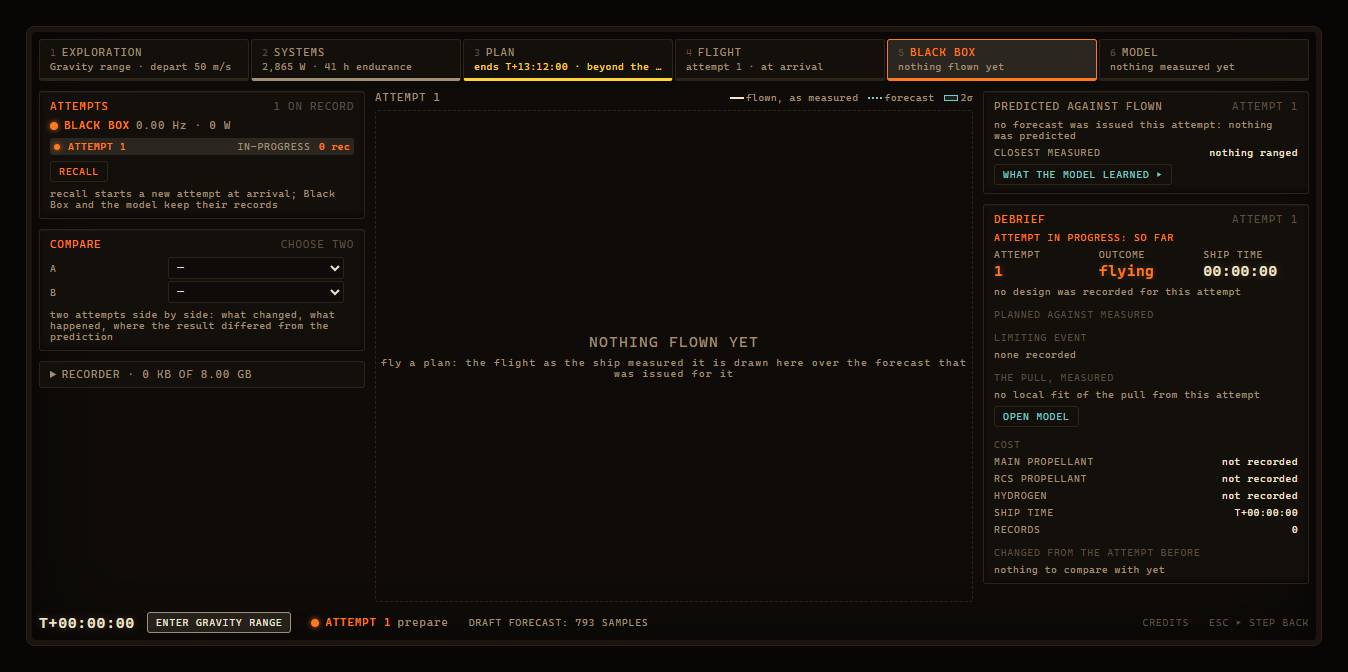 1 EXPLORATION
Gravity range · depart 50 m/s
2 SYSTEMS
2,865 W · 41 h endurance
3 PLAN
ends T+13:12:00 · beyond the …
4 FLIGHT
attempt 1 · at arrival
5 BLACK BOX
nothing flown yet
6 MODEL
nothing measured yet
ATTEMPTS 1 ON RECORD
BLACK BOX 0.00 Hz · 0 W
ATTEMPT 1 IN-PROGRESS 0 rec
RECALL
recall starts a new attempt at arrival; Black
Box and the model keep their records
COMPARE CHOOSE TWO
A —
B —
two attempts side by side: what changed, what
happened, where the result differed from the
prediction
▶ RECORDER · 0 KB OF 8.00 GB
ATTEMPT 1 flown, as measured forecast 2σ
NOTHING FLOWN YET
fly a plan: the flight as the ship measured it is drawn here over the forecast that
was issued for it
PREDICTED AGAINST FLOWN ATTEMPT 1
no forecast was issued this attempt: nothing
was predicted
CLOSEST MEASURED nothing ranged
WHAT THE MODEL LEARNED ▸
DEBRIEF ATTEMPT 1
ATTEMPT IN PROGRESS: SO FAR
ATTEMPT OUTCOME SHIP TIME
1 flying 00:00:00
no design was recorded for this attempt
PLANNED AGAINST MEASURED
LIMITING EVENT
none recorded
THE PULL, MEASURED
no local fit of the pull from this attempt
OPEN MODEL
COST
MAIN PROPELLANT not recorded
RCS PROPELLANT not recorded
HYDROGEN not recorded
SHIP TIME T+00:00:00
RECORDS 0
CHANGED FROM THE ATTEMPT BEFORE
nothing to compare with yet
T+00:00:00 ENTER GRAVITY RANGE ATTEMPT 1 prepare DRAFT FORECAST: 793 SAMPLES CREDITS ESC ▸ STEP BACK